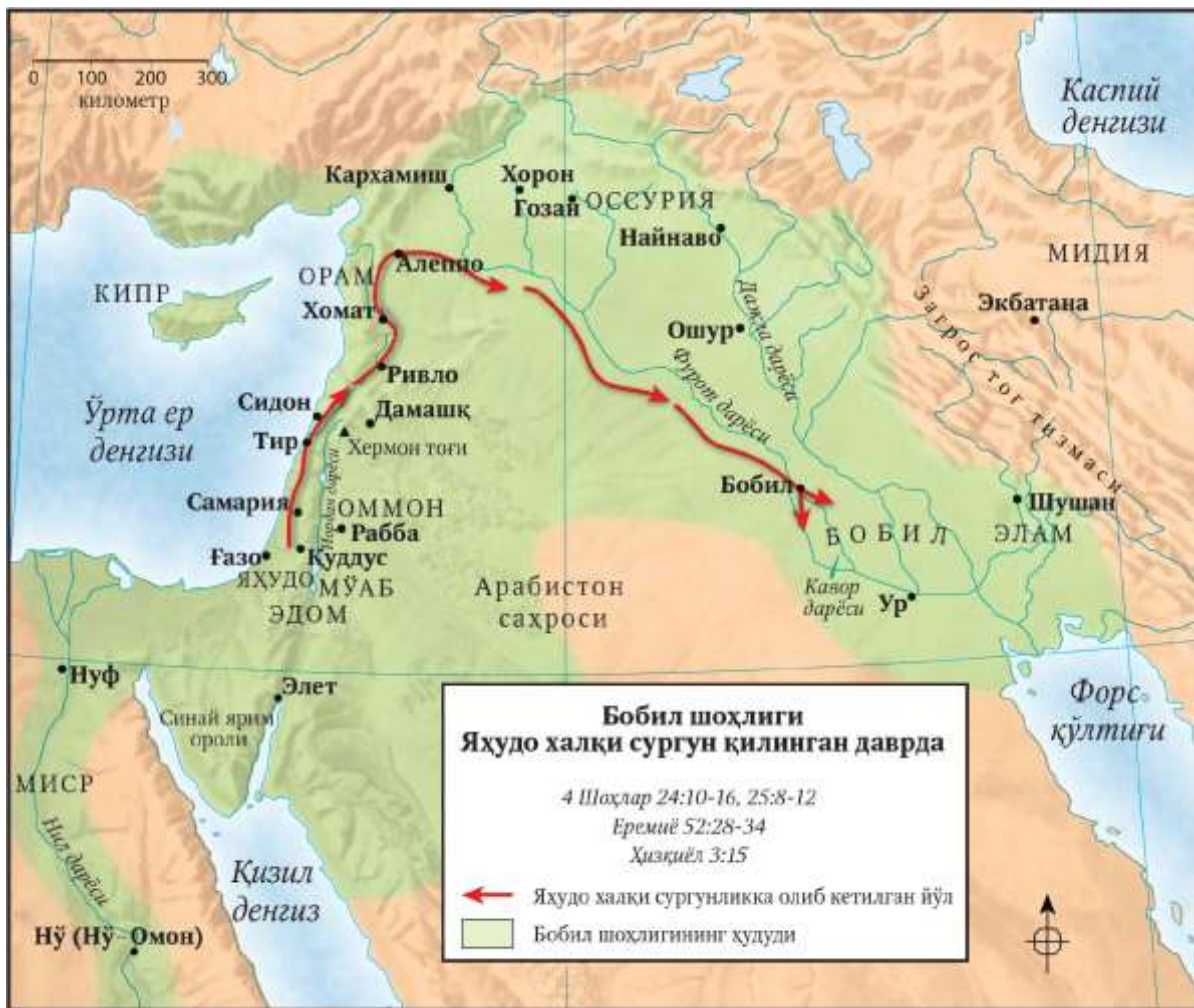 0 100 200 300
километр
Каспий
денгизи
Кархамиш
Хорон
Гозан
ОССУРИЯ
Найнаво
МИДИЯ
ОРАМ
Алеппо
КИПР
Хомат
Экбатана
Ошур
Дажла дарёси
Загрос тоғ тизмаси
Ривло
Фурот дарёси
Сидон
Дамашқ
Ўрта ер
денгизи
Тир
Хермон тоғи
Иордан дарёси
Бобил
Самария
ОММОН
Рабба
Шушан
БОБИЛ
ЭЛАМ
Ғазо
Қуддус
ЯҲУДО
МЎАБ
ЭДОМ
Арабистон
саҳроси
Кавор
дарёси
Ур
Нуф
Элет
Синай ярим
ороли
Форс
қўлтиғи
МИСР
Нил дарёси
Қизил
денгиз
Нў (Нў Омон)
Бобил шоҳлиги
Яҳудо халқи сургун қилинган даврда
4 Шоҳлар 24:10-16, 25:8-12
Еремиё 52:28-34
Ҳизқиёл 3:15
Яҳудо халқи сургунликка олиб кетилган йўл
Бобил шоҳлигининг ҳудуди